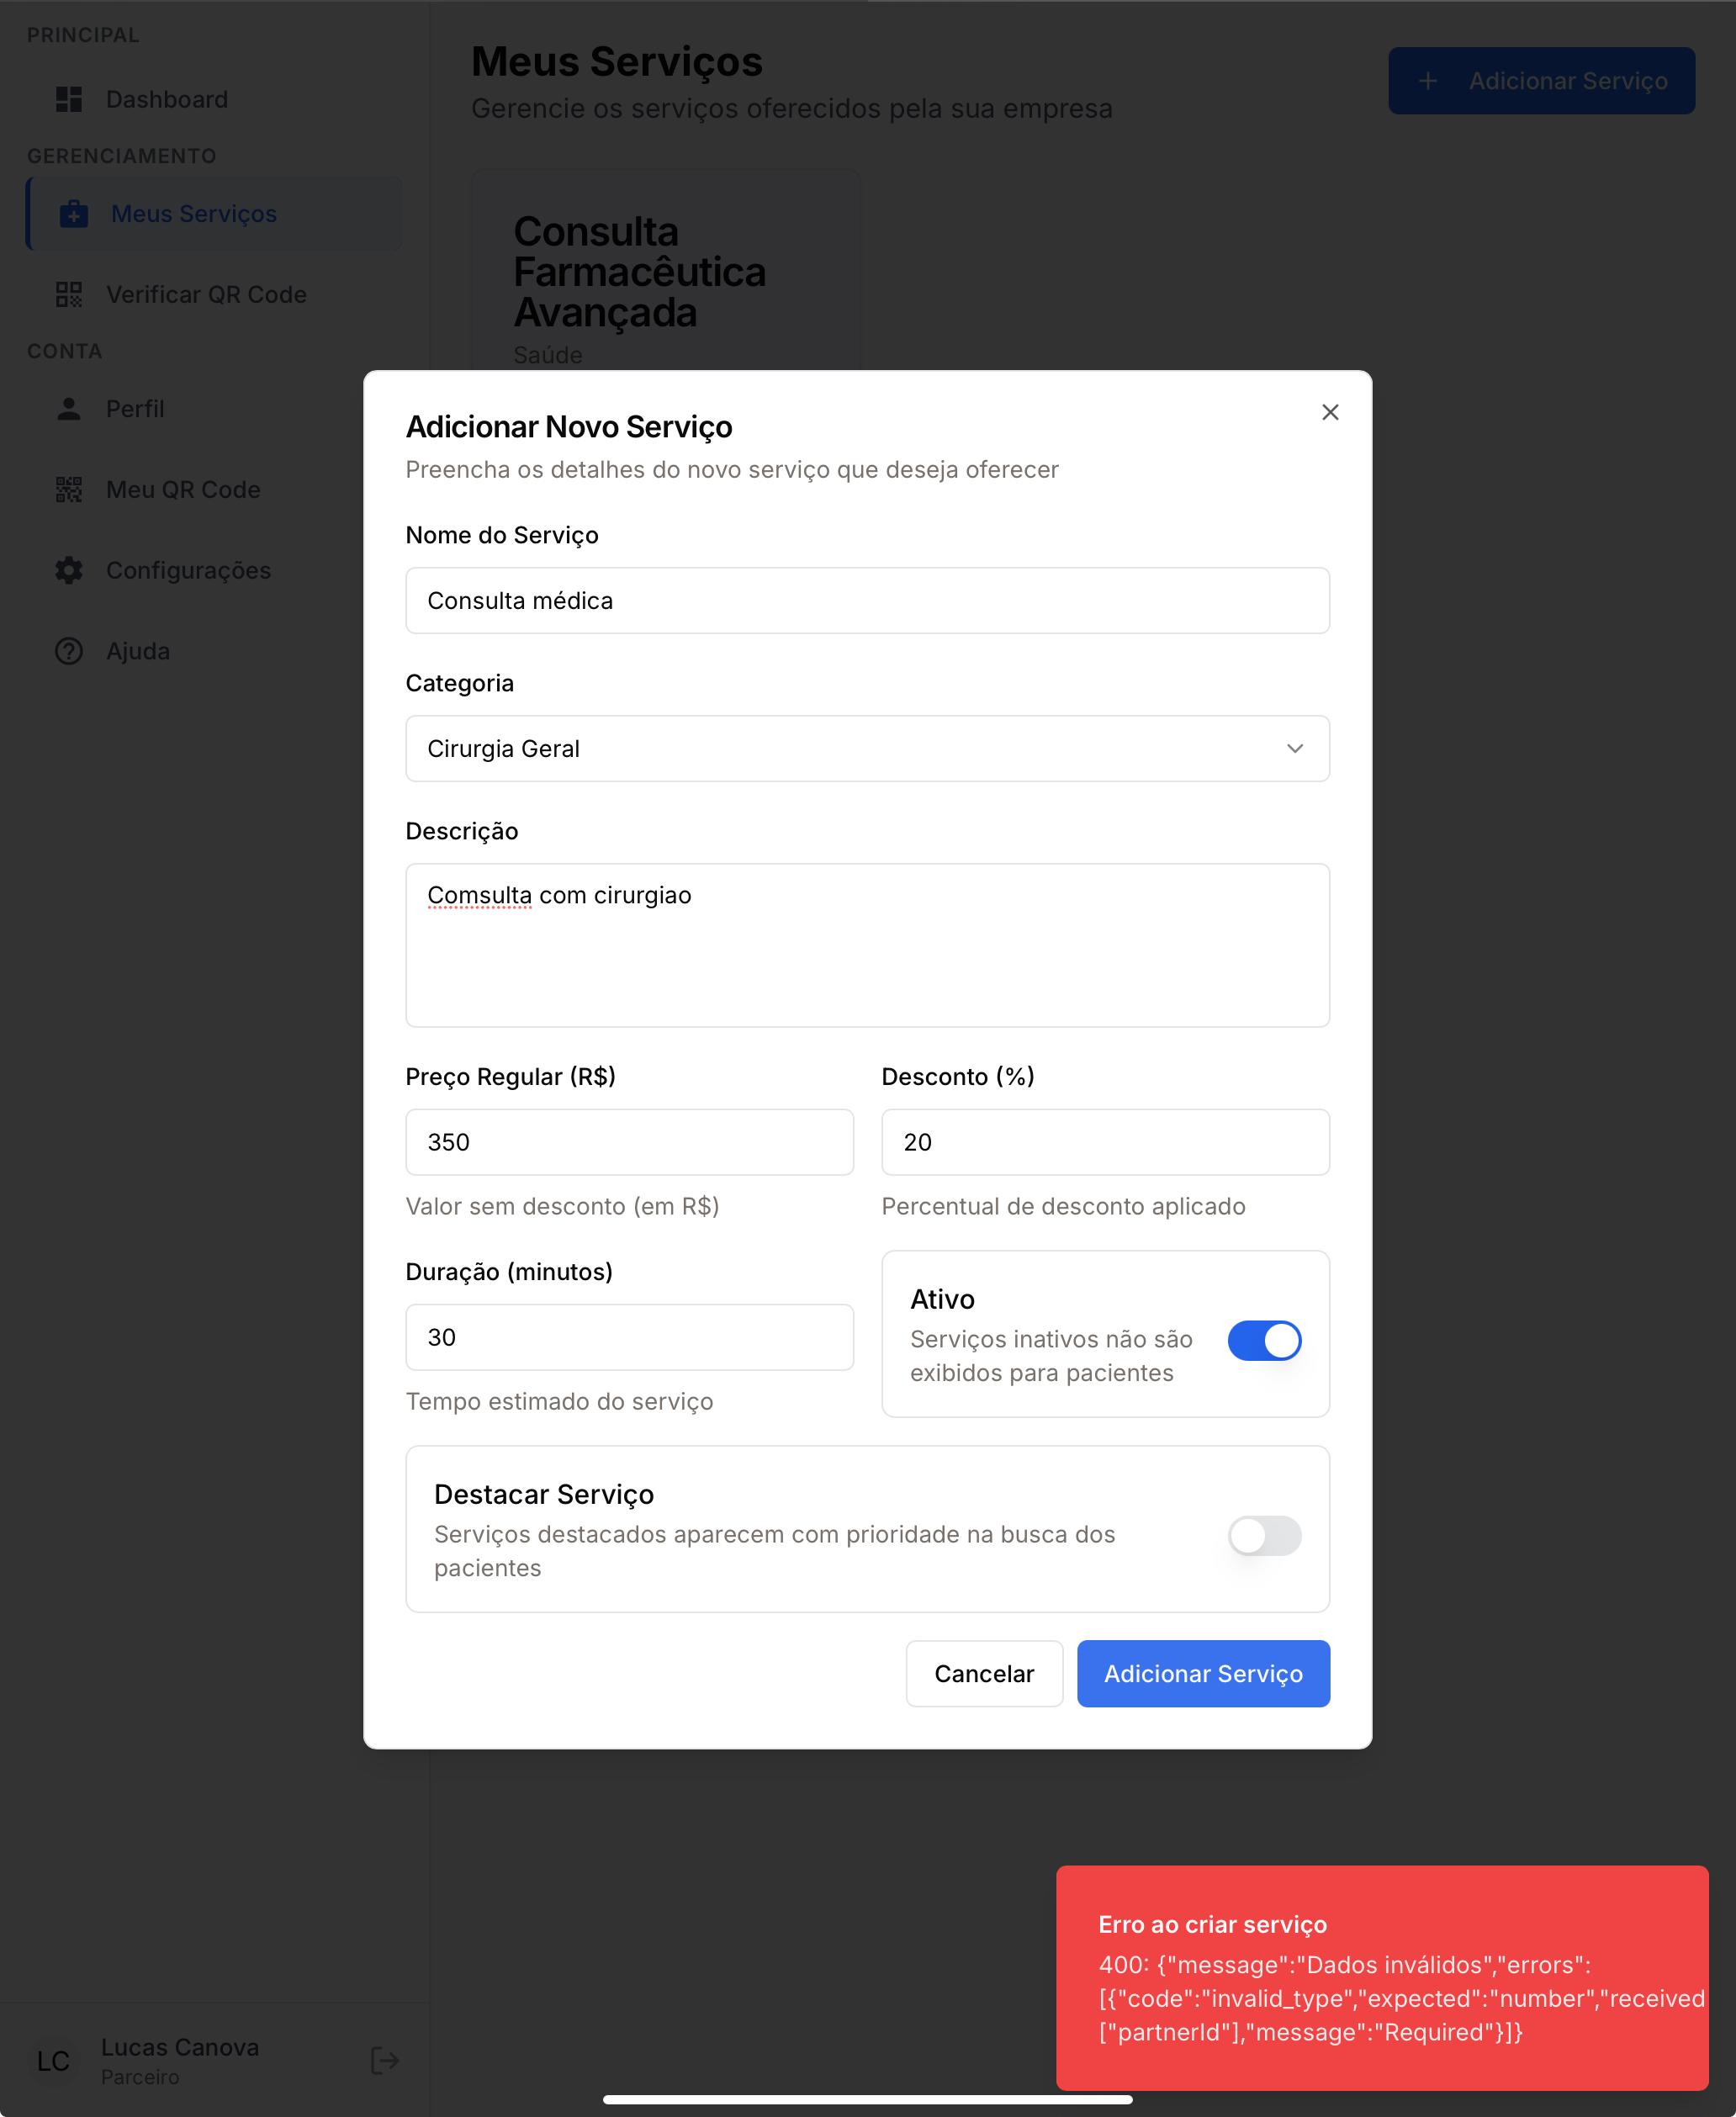 PRINCIPAL
Dashboard
GERENCIAMENTO
Meus Serviços
Verificar QR Code
CONTA
Perfil
Meu QR Code
Configurações
Ajuda
Meus Serviços
Gerencie os serviços oferecidos pela sua empresa
Adicionar Serviço
Consulta
Farmacêutica
Avançada
Saúde
Adicionar Novo Serviço
Preencha os detalhes do novo serviço que deseja oferecer
Nome do Serviço
Consulta médica
Categoria
Cirurgia Geral
Descrição
Comsulta com cirurgiao
Preço Regular (R$)
350
Valor sem desconto (em R$)
Desconto (%)
20
Percentual de desconto aplicado
Duração (minutos)
30
Tempo estimado do serviço
Ativo
Serviços inativos não são
exibidos para pacientes
Destacar Serviço
Serviços destacados aparecem com prioridade na busca dos
pacientes
Cancelar
Adicionar Serviço
Erro ao criar serviço
400: {"message":"Dados inválidos","errors":
[{"code":"invalid_type","expected":"number","received
["partnerId"],"message":"Required"}]}
LC
Lucas Canova
Parceiro